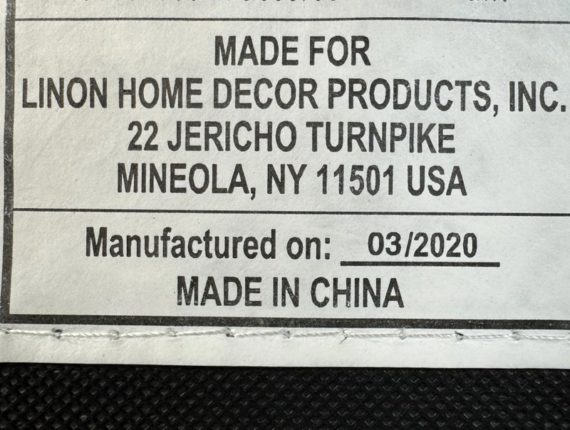 MADE FOR
LINON HOME DECOR PRODUCTS, INC.
22 JERICHO TURNPIKE
MINEOLA, NY 11501 USA
Manufactured on: 03/2020
MADE IN CHINA